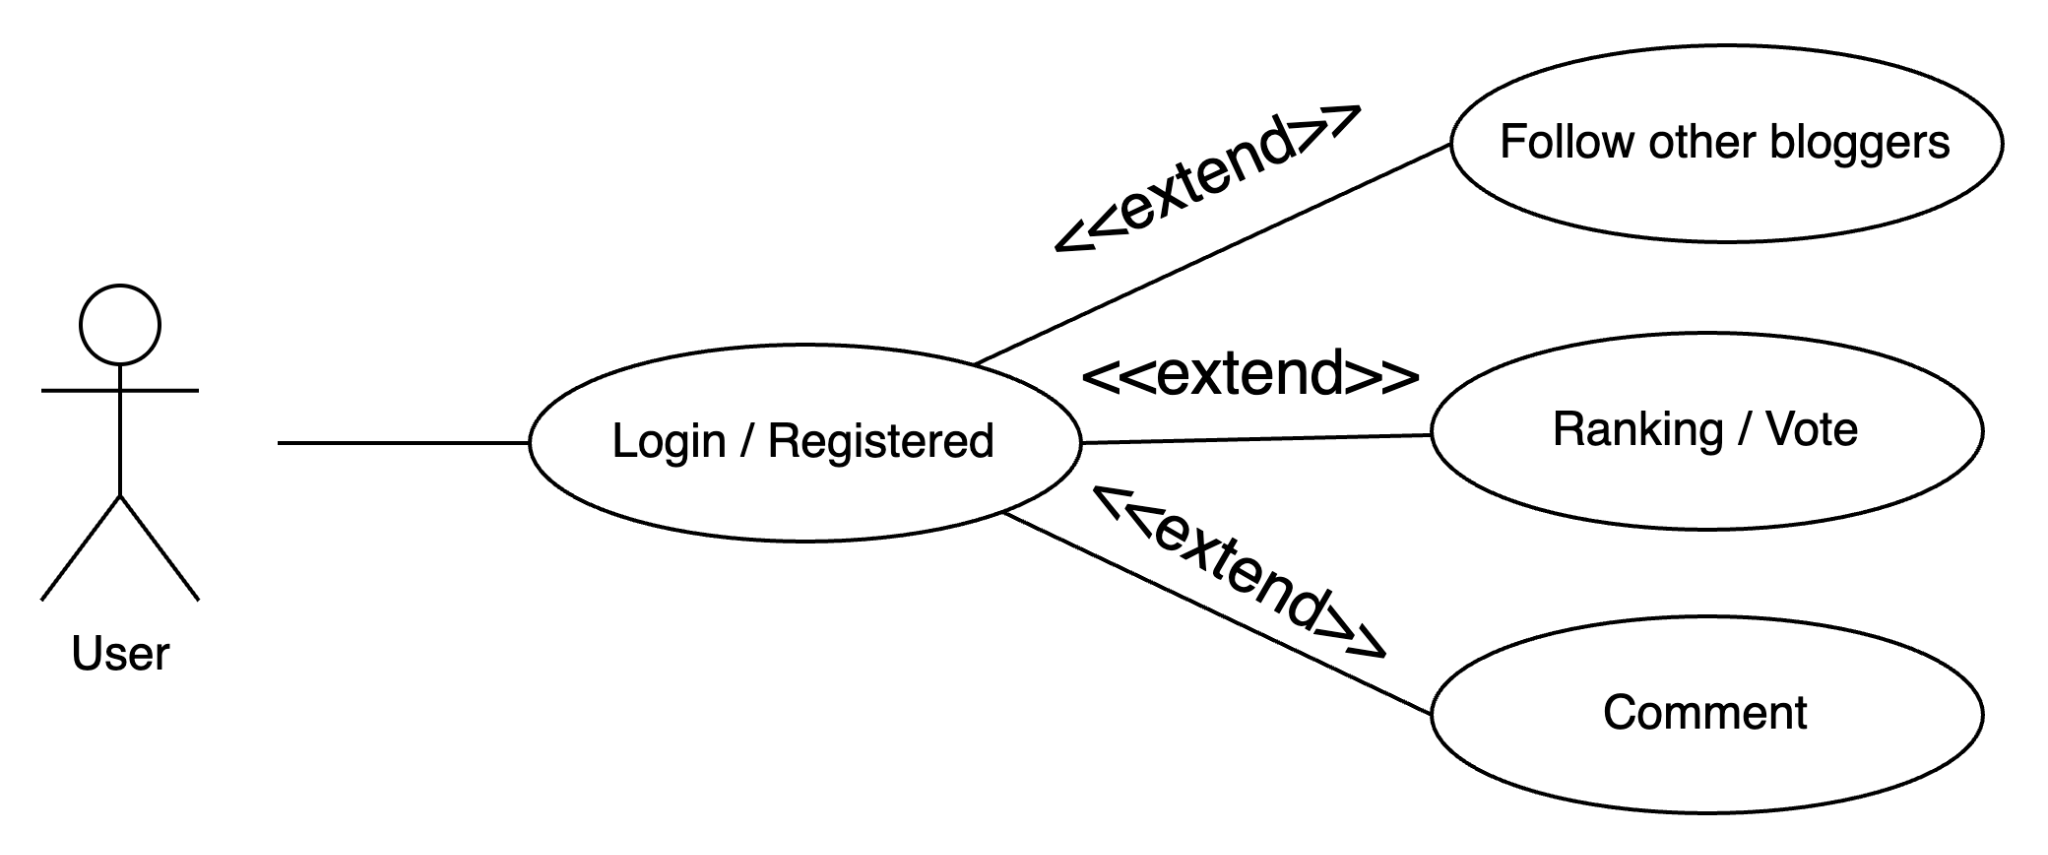 Follow other bloggers
<<extend>>
<<extend>>
Ranking / Vote
Login / Registered
<<extend>>
User
Comment